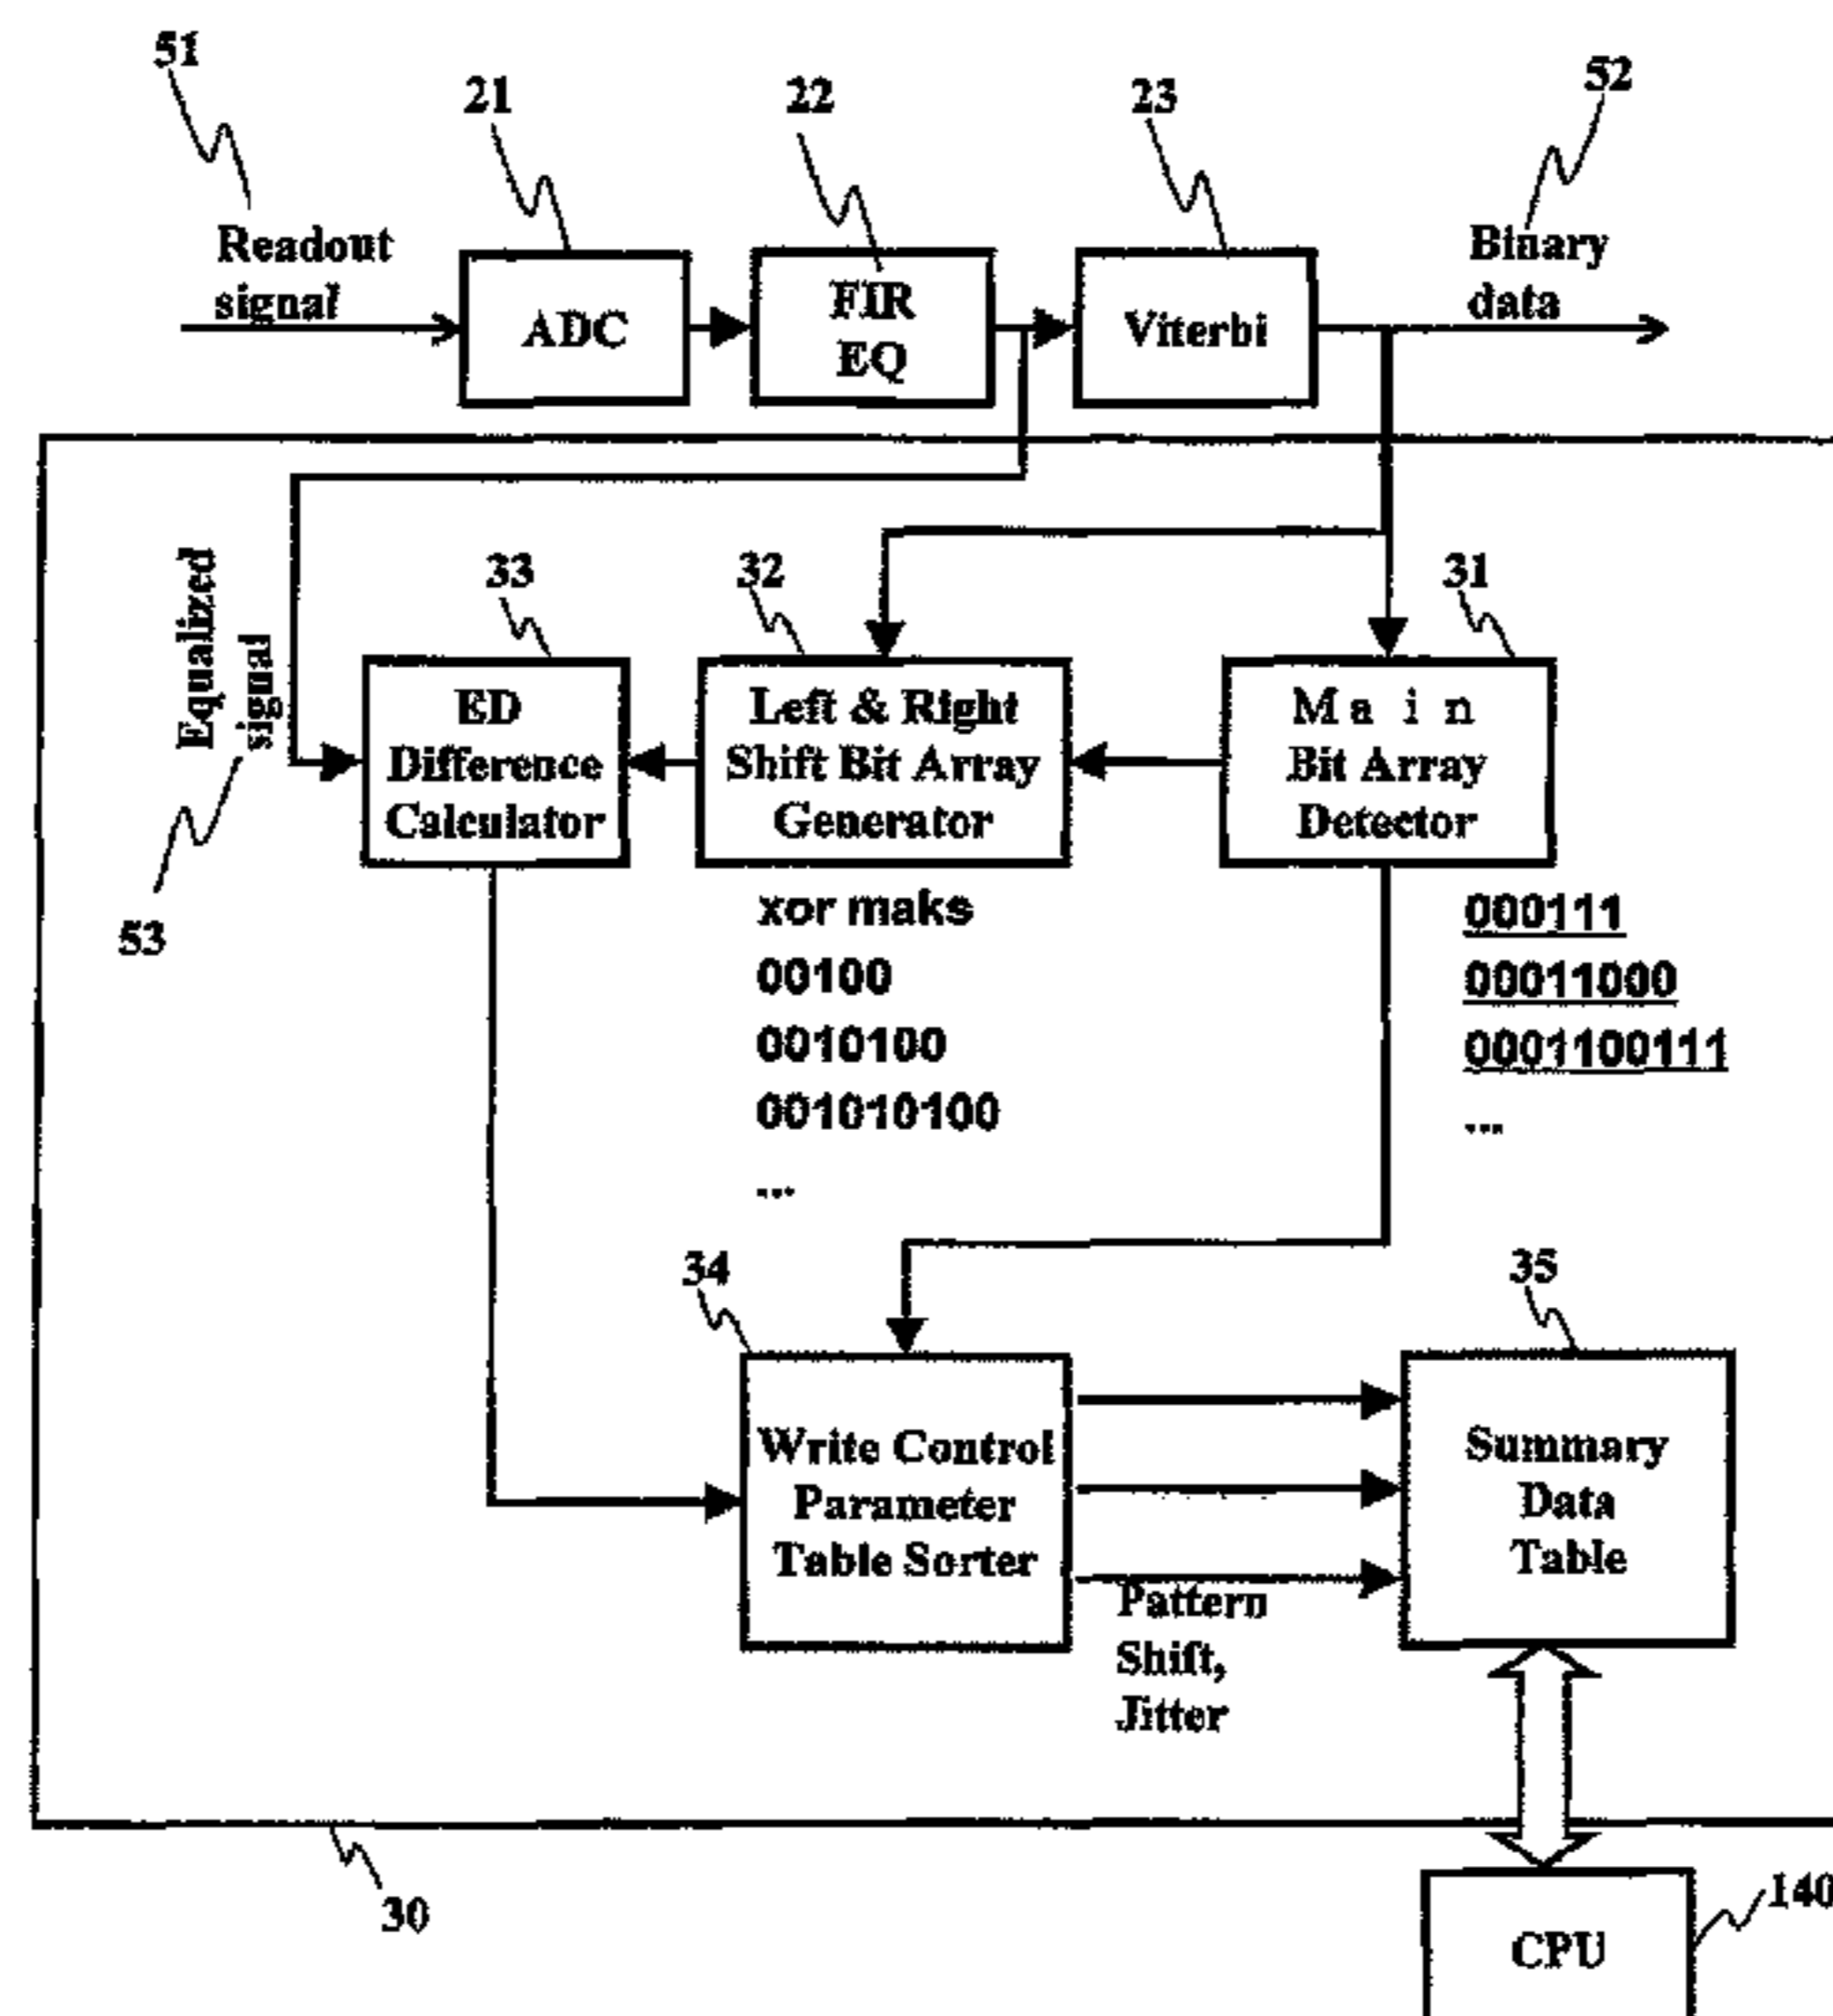 51
21
22
23
52
Readout
signal
ADC
FIR
EQ
Viterbi
Binary
data
Equalized
signal
53
33
32
31
ED
Difference
Calculator
Left & Right
Shift Bit Array
Generator
Main
Bit Array
Detector
xor maks
00100
0010100
001010100
...
000111
00011000
0001100111
...
34
35
Write Control
Parameter
Table Sorter
Summary
Data
Table
Pattern
Shift,
Jitter
30
140
CPU